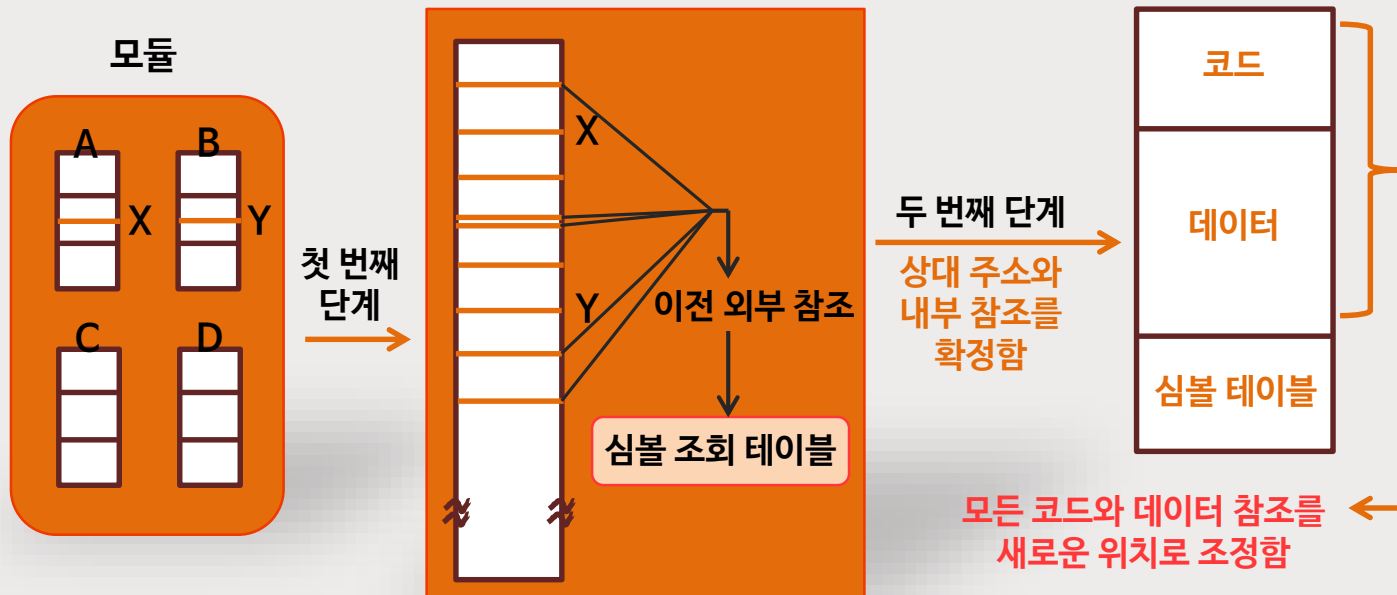 모듈
A
B
X
Y
C
D
첫 번째
단계
X
Y
이전 외부 참조
심볼 조회 테이블
두 번째 단계
상대 주소와
내부 참조를
확정함
코드
데이터
심볼 테이블
모든 코드와 데이터 참조를
새로운 위치로 조정함